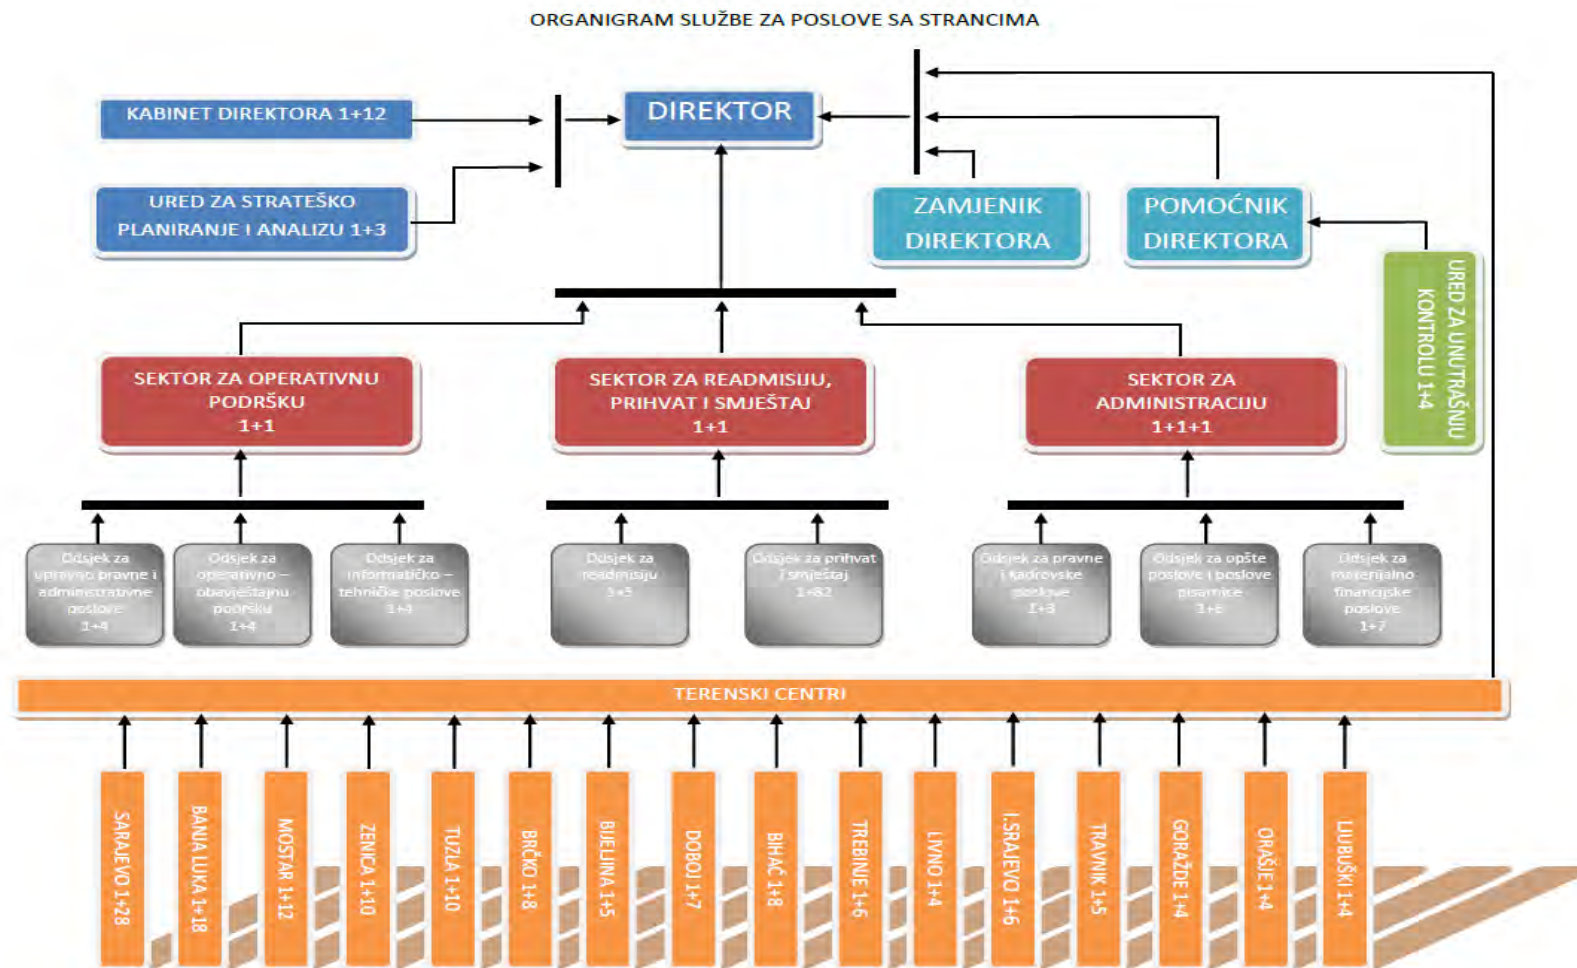 ORGANIGRAM SLUŽBE ZA POSLOVE SA STRANCIMA
KABINET DIREKTORA 1+12
DIREKTOR
URED ZA STRATEŠKO
PLANIRANJE I ANALIZU 1+3
ZAMJENIK
DIREKTORA
POMOĆNIK
DIREKTORA
URED ZA UNUTRAŠNJU
KONTROLU 1+4
SEKTOR ZA OPERATIVNU
PODRŠKU
1+1
SEKTOR ZA READMISIJU,
PRIHVAT I SMJEŠTAJ
1+1
SEKTOR ZA
ADMINISTRACIJU
1+1+1
Odsjek za
upravno pravne i
administrativne
poslove
1+4
Odsjek za
operativno –
obavještajnu
podršku
1+4
Odsjek za
informatičko –
tehničke poslove
1+4
Odsjek za
readmisiju
Odsjek za prihvat
i smještaj
1+82
Odsjek za pravne
i kadrovske
poslove
1+3
Odsjek za opšte
poslove i poslove
pisarnice
Odsjek za
materijalno
financijske
poslove
1+7
TERENSKI CENTRI
SARAJEVO 1+28
BANJA LUKA 1+18
MOSTAR 1+12
ZENICA 1+10
TUZLA 1+10
BRČKO 1+8
BIJELJINA 1+5
DOBOJ 1+7
BIHAĆ 1+8
TREBINJE 1+6
LIVNO 1+4
I.SRAJEVO 1+6
TRAVNIK 1+5
GORAŽDE 1+4
ORAŠJE 1+4
LJUBUŠKI 1+4